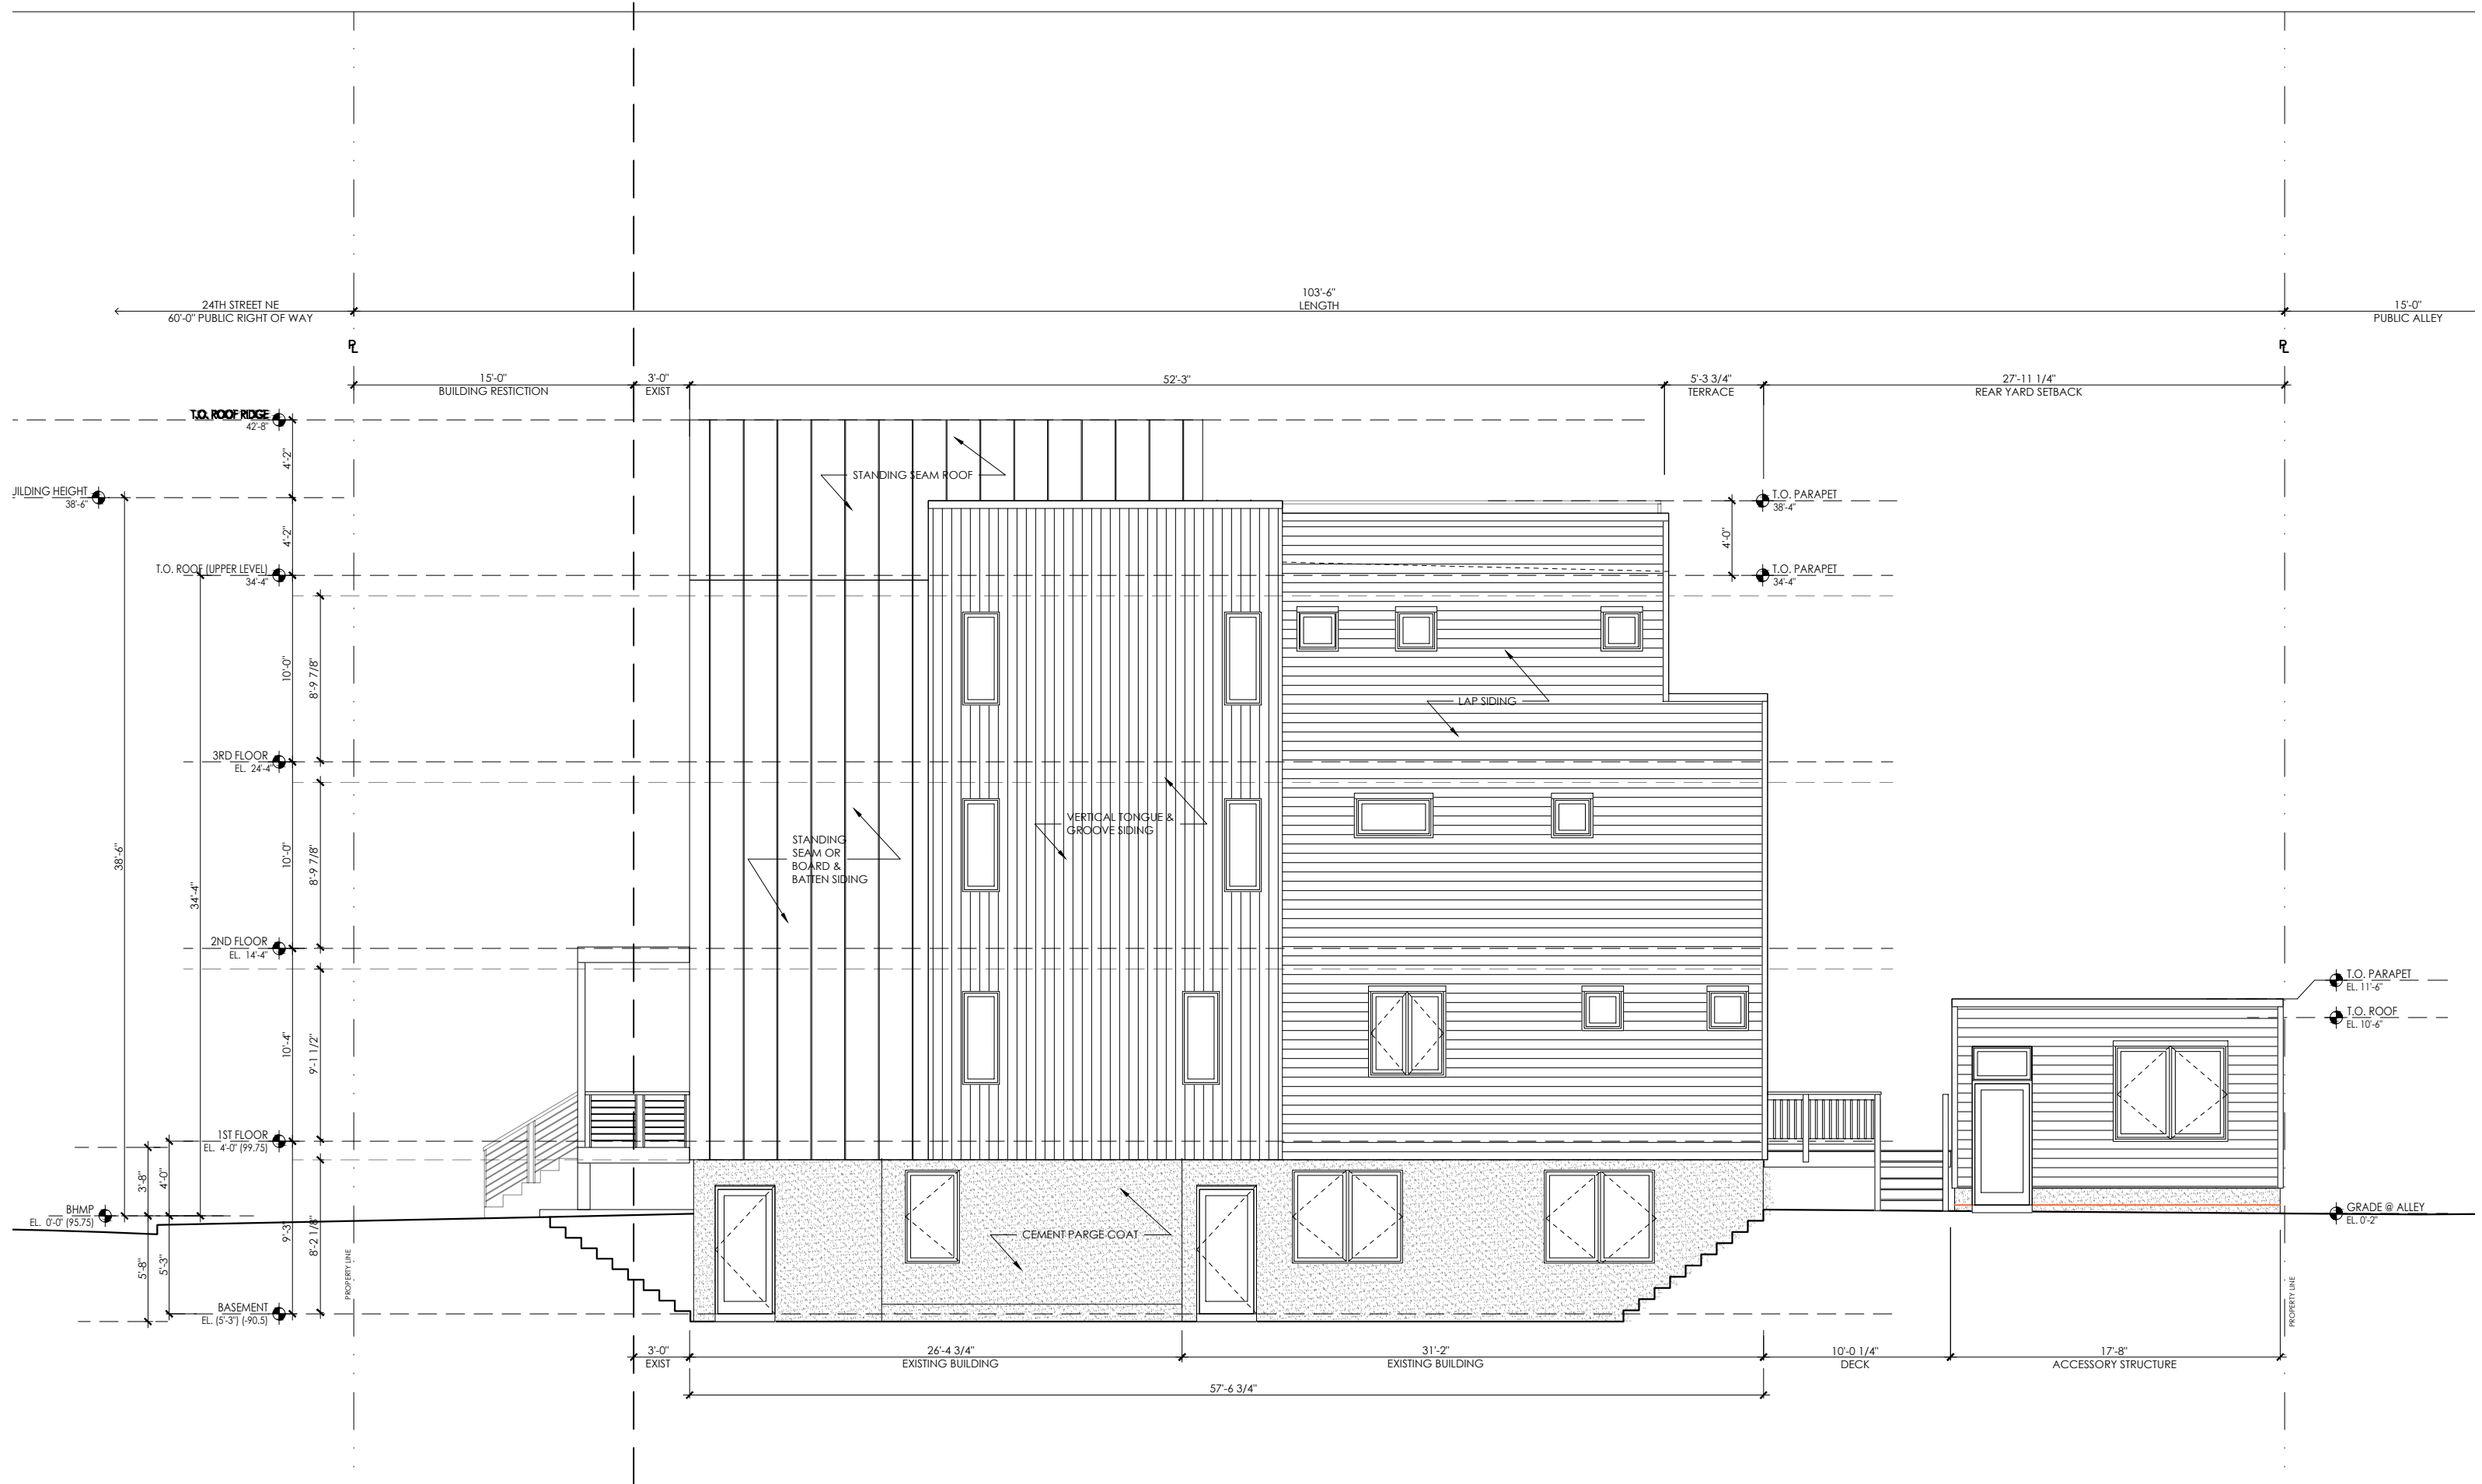 24TH STREET NE
60'-0" PUBLIC RIGHT OF WAY
103'-6"
LENGTH
15'-0"
PUBLIC ALLEY
PL
PL
15'-0"
BUILDING RESTICTION
3'-0"
EXIST
52'-3"
5'-3 3/4"
TERRACE
27'-11 1/4"
REAR YARD SETBACK
T.O. ROOF RIDGE
42'-8"
4'-2"
STANDING SEAM ROOF
UILDING HEIGHT
38'-6"
T.O. PARAPET
38'-4"
4'-2"
4'-0"
T.O. ROOF (UPPER LEVEL)
34'-4"
T.O. PARAPET
34'-4"
10'-0"
8'-9 7/8"
LAP SIDING
3RD FLOOR
EL. 24'-4"
38'-6"
34'-4"
10'-0"
8'-9 7/8"
VERTICAL TONGUE &
GROOVE SIDING
STANDING
SEAM OR
BOARD &
BATTEN SIDING
2ND FLOOR
EL. 14'-4"
T.O. PARAPET
EL. 11'-6"
T.O. ROOF
EL. 10'-6"
10'-4"
9'-1 1/2"
1ST FLOOR
EL. 4'-0" (99.75)
3'-8"
4'-0"
BHMP
EL. 0'-0" (95.75)
GRADE @ ALLEY
EL. 0'-2"
9'-3"
8'-2 1/8"
CEMENT PARGE COAT
5'-8"
5'-3"
PROPERTY LINE
PROPERTY LINE
BASEMENT
EL. (5'-3") (-90.5)
3'-0"
EXIST
26'-4 3/4"
EXISTING BUILDING
31'-2"
EXISTING BUILDING
10'-0 1/4"
DECK
17'-8"
ACCESSORY STRUCTURE
57'-6 3/4"